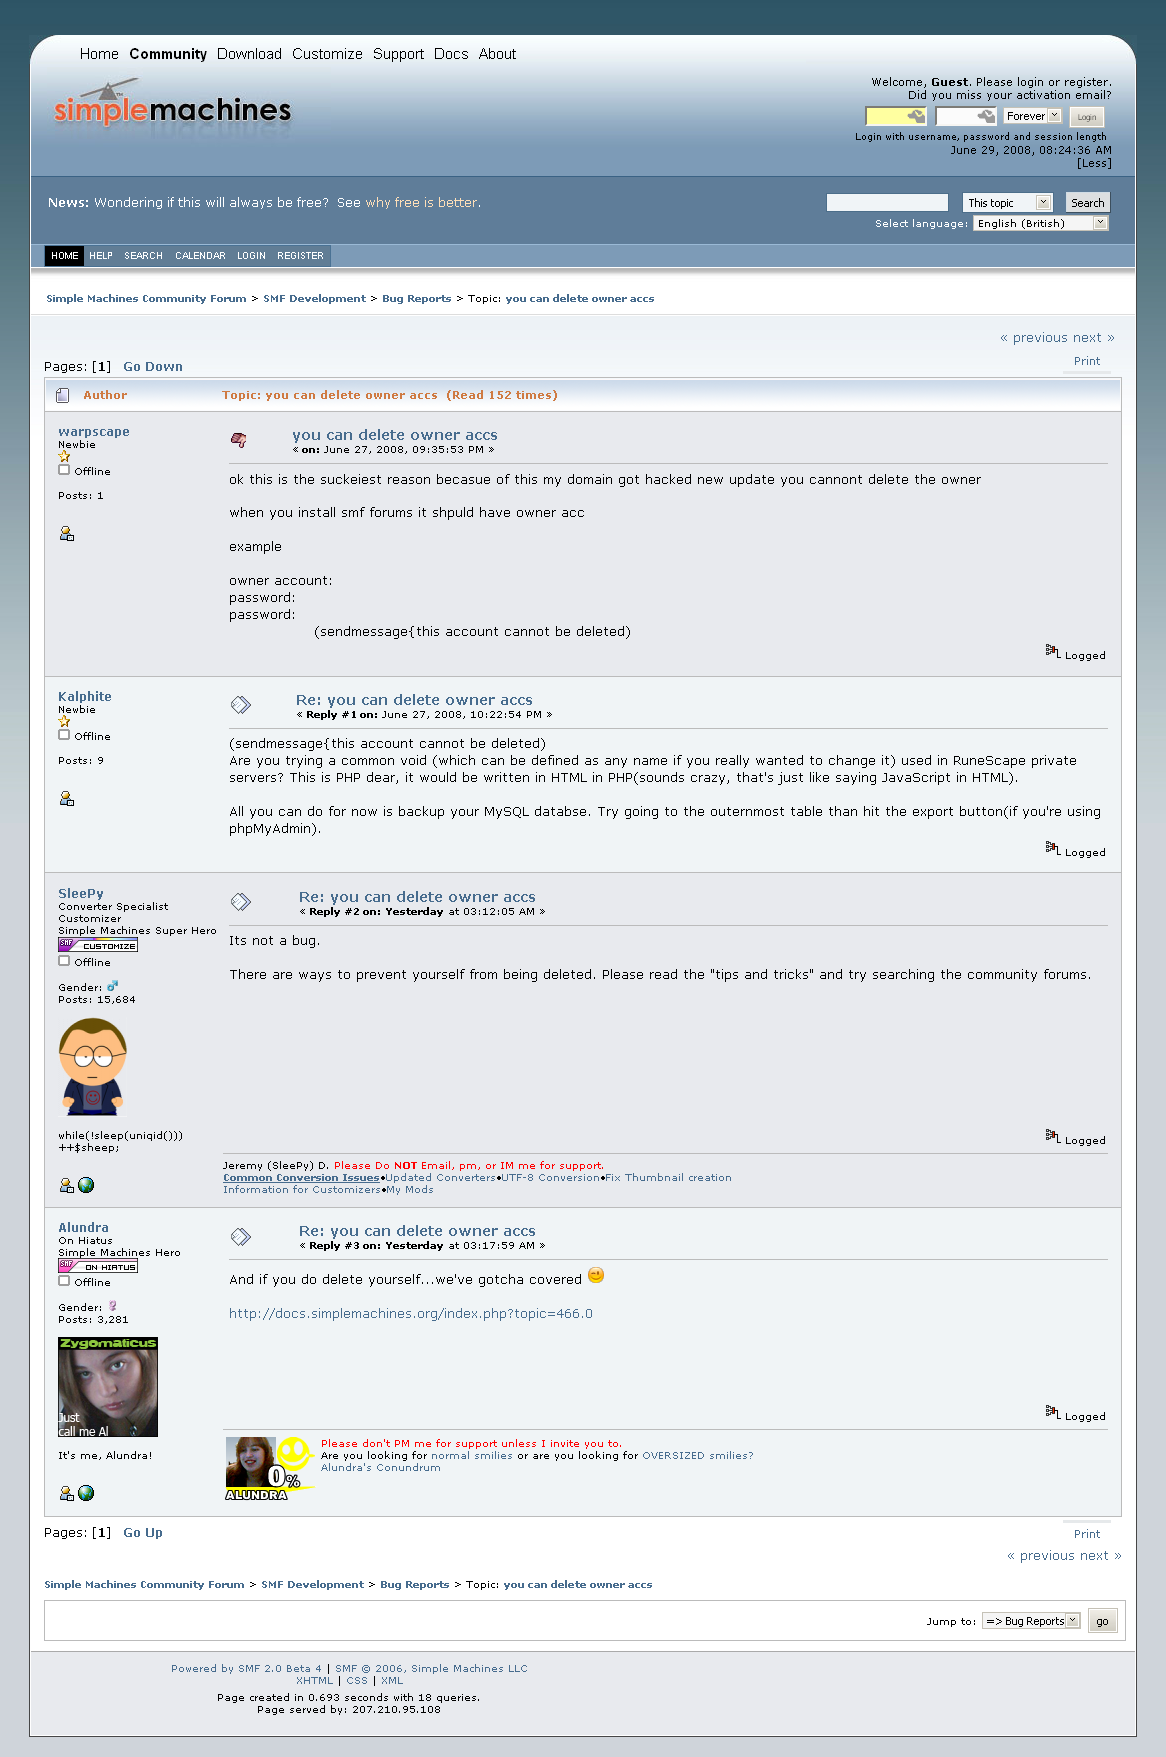 Home Community Download Customize Support Docs About
simplemachines
Welcome, Guest. Please login or register.
Did you miss your activation email?
Forever Login
Login with username, password and session length
June 29, 2008, 08:24:36 AM
[Less]
News: Wondering if this will always be free? See why free is better.
This topic Search
Select language: English (British)
HOME HELP SEARCH CALENDAR LOGIN REGISTER
Simple Machines Community Forum > SMF Development > Bug Reports > Topic: you can delete owner accs
« previous next »
Pages: [1] Go Down
Print
Author Topic: you can delete owner accs (Read 152 times)
warpscape
Newbie
Offline
Posts: 1
you can delete owner accs
« on: June 27, 2008, 09:35:53 PM »
ok this is the suckeiest reason becasue of this my domain got hacked new update you cannont delete the owner
when you install smf forums it shpuld have owner acc
example
owner account:
password:
password:
(sendmessage{this account cannot be deleted)
Logged
Kalphite
Newbie
Offline
Posts: 9
Re: you can delete owner accs
« Reply #1 on: June 27, 2008, 10:22:54 PM »
(sendmessage{this account cannot be deleted)
Are you trying a common void (which can be defined as any name if you really wanted to change it) used in RuneScape private
servers? This is PHP dear, it would be written in HTML in PHP(sounds crazy, that's just like saying JavaScript in HTML).
All you can do for now is backup your MySQL databse. Try going to the outernmost table than hit the export button(if you're using
phpMyAdmin).
Logged
SleePy
Converter Specialist
Customizer
Simple Machines Super Hero
SMF CUSTOMIZE
Offline
Gender:
Posts: 15,684
while(!sleep(uniqid()))
++$sheep;
Re: you can delete owner accs
« Reply #2 on: Yesterday at 03:12:05 AM »
Its not a bug.
There are ways to prevent yourself from being deleted. Please read the "tips and tricks" and try searching the community forums.
Logged
Jeremy (SleePy) D. Please Do NOT Email, pm, or IM me for support.
Common Conversion Issues•Updated Converters•UTF-8 Conversion•Fix Thumbnail creation
Information for Customizers•My Mods
Alundra
On Hiatus
Simple Machines Hero
SMF ON HIATUS
Offline
Gender:
Posts: 3,281
Zygomaticus
Just
call me Al
It's me, Alundra!
Re: you can delete owner accs
« Reply #3 on: Yesterday at 03:17:59 AM »
And if you do delete yourself...we've gotcha covered
http://docs.simplemachines.org/index.php?topic=466.0
Logged
0%
ALUNDRA
Please don't PM me for support unless I invite you to.
Are you looking for normal smilies or are you looking for OVERSIZED smilies?
Alundra's Conundrum
Pages: [1] Go Up
Print
« previous next »
Simple Machines Community Forum > SMF Development > Bug Reports > Topic: you can delete owner accs
Jump to: => Bug Reports go
Powered by SMF 2.0 Beta 4 | SMF © 2006, Simple Machines LLC
XHTML | CSS | XML
Page created in 0.693 seconds with 18 queries.
Page served by: 207.210.95.108